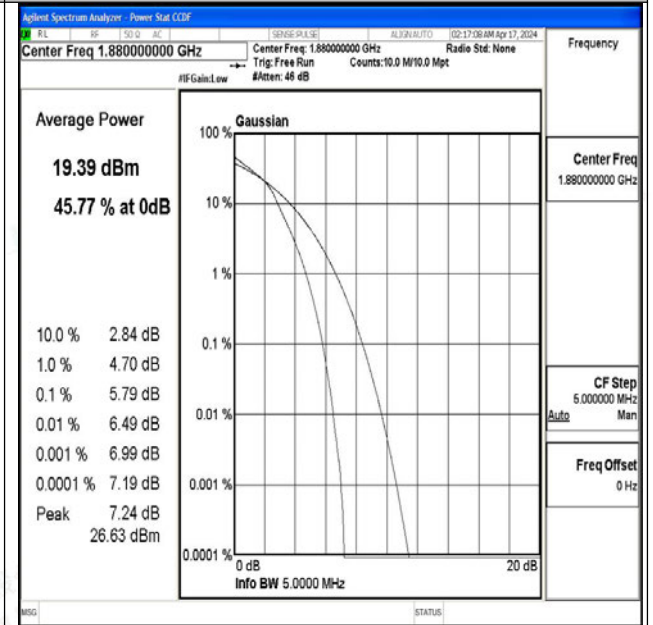 Agilent Spectrum Analyzer - Power Stat CCDF
RL RF 50 Ω AC SENSE:PULSE ALIGN AUTO 02:17:08 AM Apr 17, 2024
Center Freq 1.880000000 GHz
Center Freq: 1.880000000 GHz Radio Std: None
Trig: Free Run Counts:10.0 M/10.0 Mpt
#IFGain:Low #Atten: 46 dB
Frequency
Average Power
19.39 dBm
45.77 % at 0dB
10.0 % 2.84 dB
1.0 % 4.70 dB
0.1 % 5.79 dB
0.01 % 6.49 dB
0.001 % 6.99 dB
0.0001 % 7.19 dB
Peak 7.24 dB
26.63 dBm
Gaussian
100 %
10 %
1 %
0.1 %
0.01 %
0.001 %
0.0001 %
0 dB 20 dB
Info BW 5.0000 MHz
Center Freq
1.880000000 GHz
CF Step
5.000000 MHz
Auto Man
Freq Offset
0 Hz
MSG STATUS